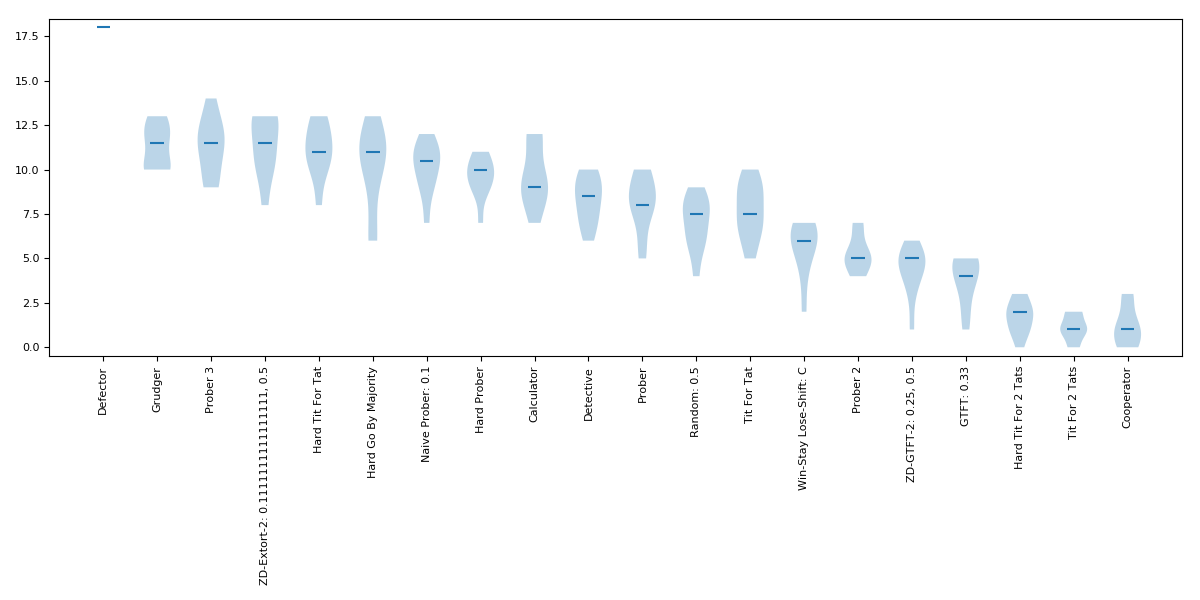 17.5
15.0
12.5
10.0
7.5
5.0
2.5
0.0
Defector
Grudger
Prober 3
ZD-Extort-2: 0.1111111111111111, 0.5
Hard Tit For Tat
Hard Go By Majority
Naive Prober: 0.1
Hard Prober
Calculator
Detective
Prober
Random: 0.5
Tit For Tat
Win-Stay Lose-Shift: C
Prober 2
ZD-GTFT-2: 0.25, 0.5
GTFT: 0.33
Hard Tit For 2 Tats
Tit For 2 Tats
Cooperator